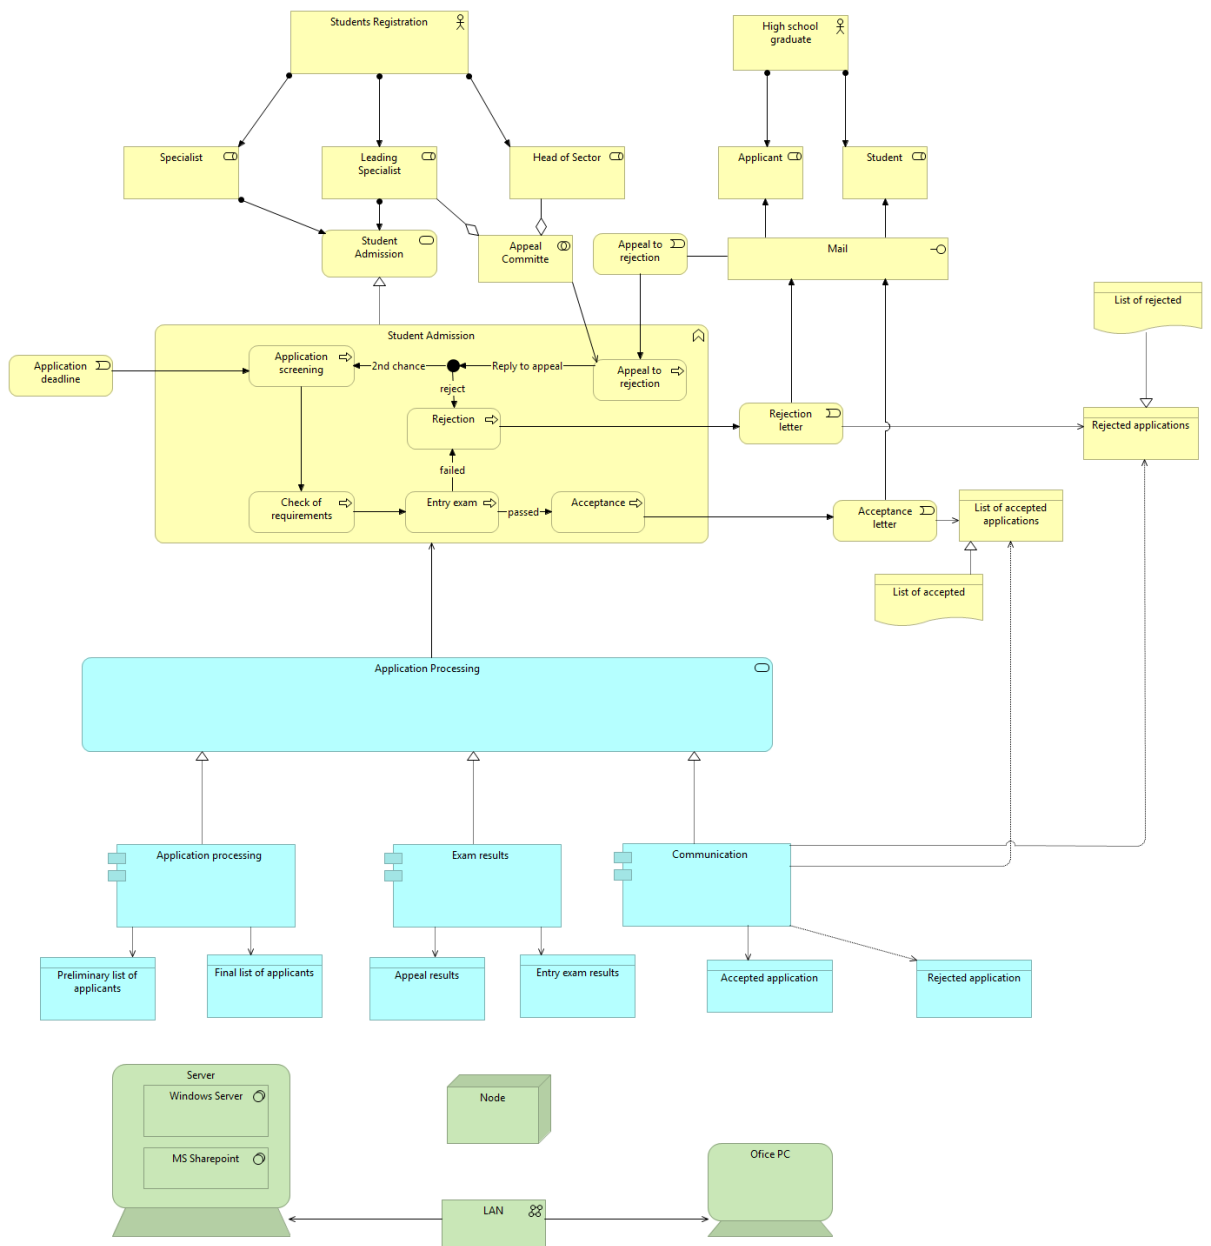 Students Registration
High school
graduate
Specialist
Leading
Specialist
Head of Sector
Applicant
Student
Student
Admission
Appeal
Committe
Appeal to
rejection
Mail
List of rejected
Student Admission
Application
deadline
Application
screening
2nd chance
Reply to appeal
Appeal to
rejection
reject
Rejection
Rejection
letter
Rejected applications
failed
Check of
requirements
Entry exam
passed
Acceptance
Acceptance
letter
List of accepted
applications
List of accepted
Application Processing
Application processing
Exam results
Communication
Preliminary list of
applicants
Final list of applicants
Appeal results
Entry exam results
Accepted application
Rejected application
Server
Windows Server
MS Sharepoint
Node
Ofice PC
LAN